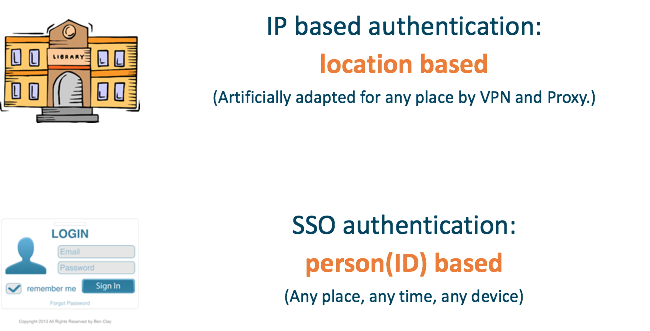 LIBRARY
IP based authentication:
location based
(Artificially adapted for any place by VPN and Proxy.)
LOGIN
Email
Password
remember me
Sign In
Forgot Password
Copyright 2013 All Rights Reserved by Ben Clay
SSO authentication:
person(ID) based
(Any place, any time, any device)